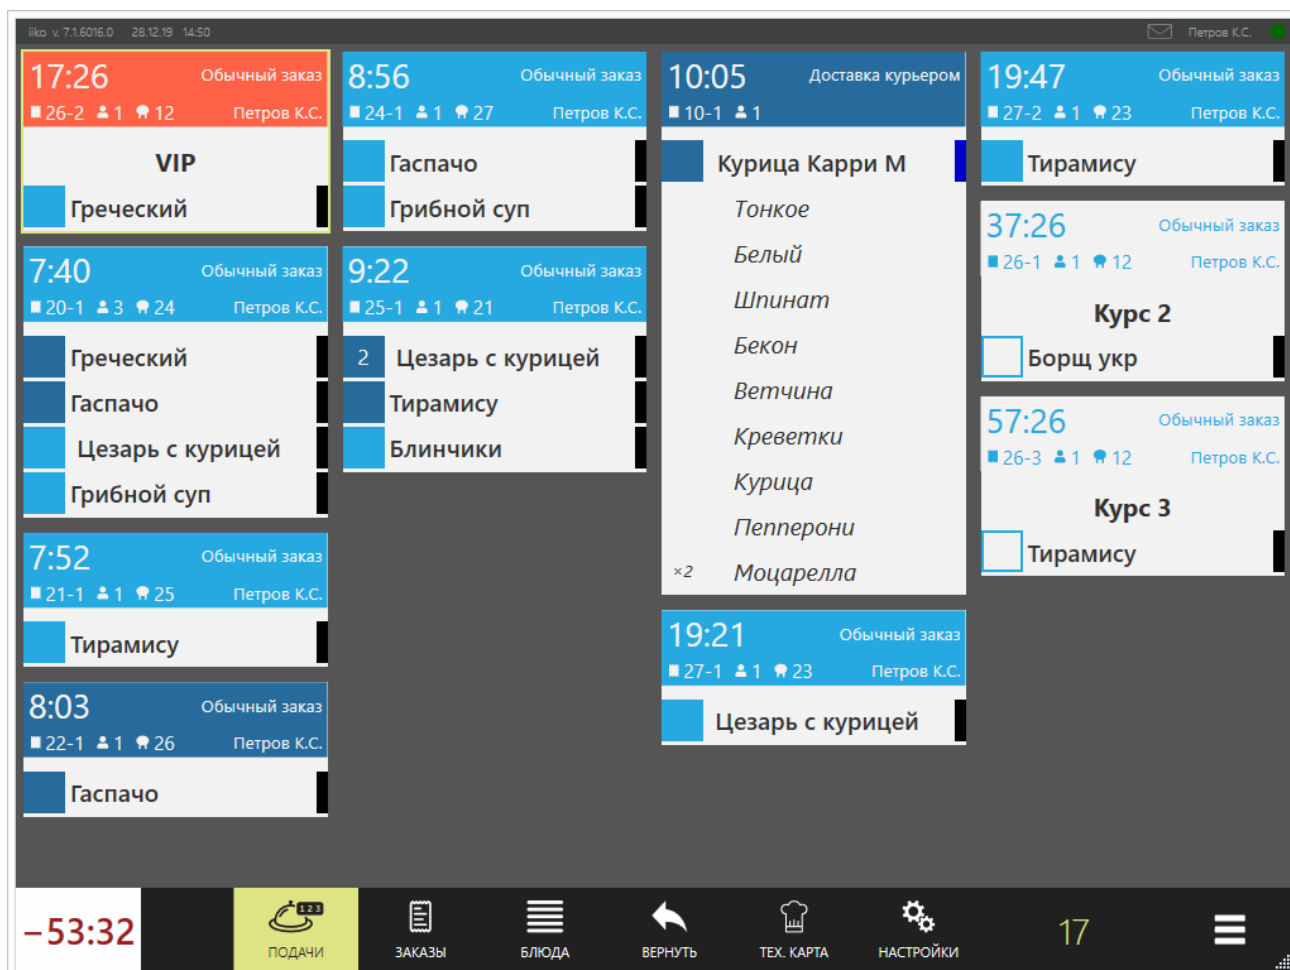 iiko v. 7.1.6016.0 28.12.19 14:50 Петров К.С.
17:26 Обычный заказ
26-2 1 12 Петров К.С.
VIP
Греческий
7:40 Обычный заказ
20-1 3 24 Петров К.С.
Греческий
Гаспачо
Цезарь с курицей
Грибной суп
7:52 Обычный заказ
21-1 1 25 Петров К.С.
Тирамису
8:03 Обычный заказ
22-1 1 26 Петров К.С.
Гаспачо
8:56 Обычный заказ
24-1 1 27 Петров К.С.
Гаспачо
Грибной суп
9:22 Обычный заказ
25-1 1 21 Петров К.С.
2 Цезарь с курицей
Тирамису
Блинчики
10:05 Доставка курьером
10-1 1
Курица Карри М
Тонкое
Белый
Шпинат
Бекон
Ветчина
Креветки
Курица
Пепперони
×2 Моцарелла
19:21 Обычный заказ
27-1 1 23 Петров К.С.
Цезарь с курицей
19:47 Обычный заказ
27-2 1 23 Петров К.С.
Тирамису
37:26 Обычный заказ
26-1 1 12 Петров К.С.
Курс 2
Борщ укр
57:26 Обычный заказ
26-3 1 12 Петров К.С.
Курс 3
Тирамису
–53:32
123
ПОДАЧИ ЗАКАЗЫ БЛЮДА ВЕРНУТЬ ТЕХ. КАРТА НАСТРОЙКИ
17